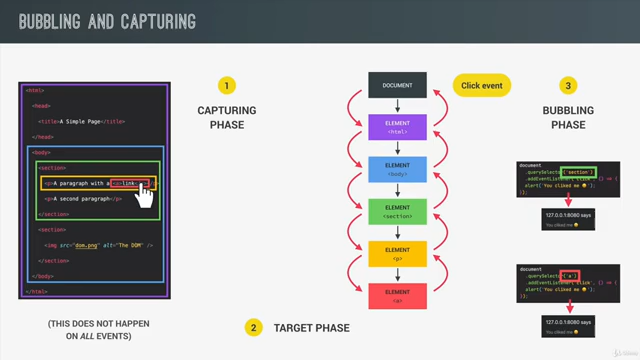 BUBBLING AND CAPTURING
<html>
<head>
<title>A Simple Page</title>
</head>
<body>
<section>
<p>A paragraph with a <a>link</a>
<p>A second paragraph</p>
</section>
<section>
<img src="dom.png" alt="The DOM" />
</section>
</body>
</html>
(THIS DOES NOT HAPPEN
ON ALL EVENTS)
1
CAPTURING
PHASE
2
TARGET PHASE
DOCUMENT
Click event
ELEMENT
<html>
ELEMENT
<body>
ELEMENT
<section>
ELEMENT
<p>
ELEMENT
<a>
3
BUBBLING
PHASE
document
.querySelector('section')
.addEventListener('click', () => {
alert('You clicked me 😀');
});
127.0.0.1:8080 says
You clicked me 😀
document
.querySelector('a')
.addEventListener('click', () => {
alert('You clicked me 😀');
});
127.0.0.1:8080 says
You clicked me 😀